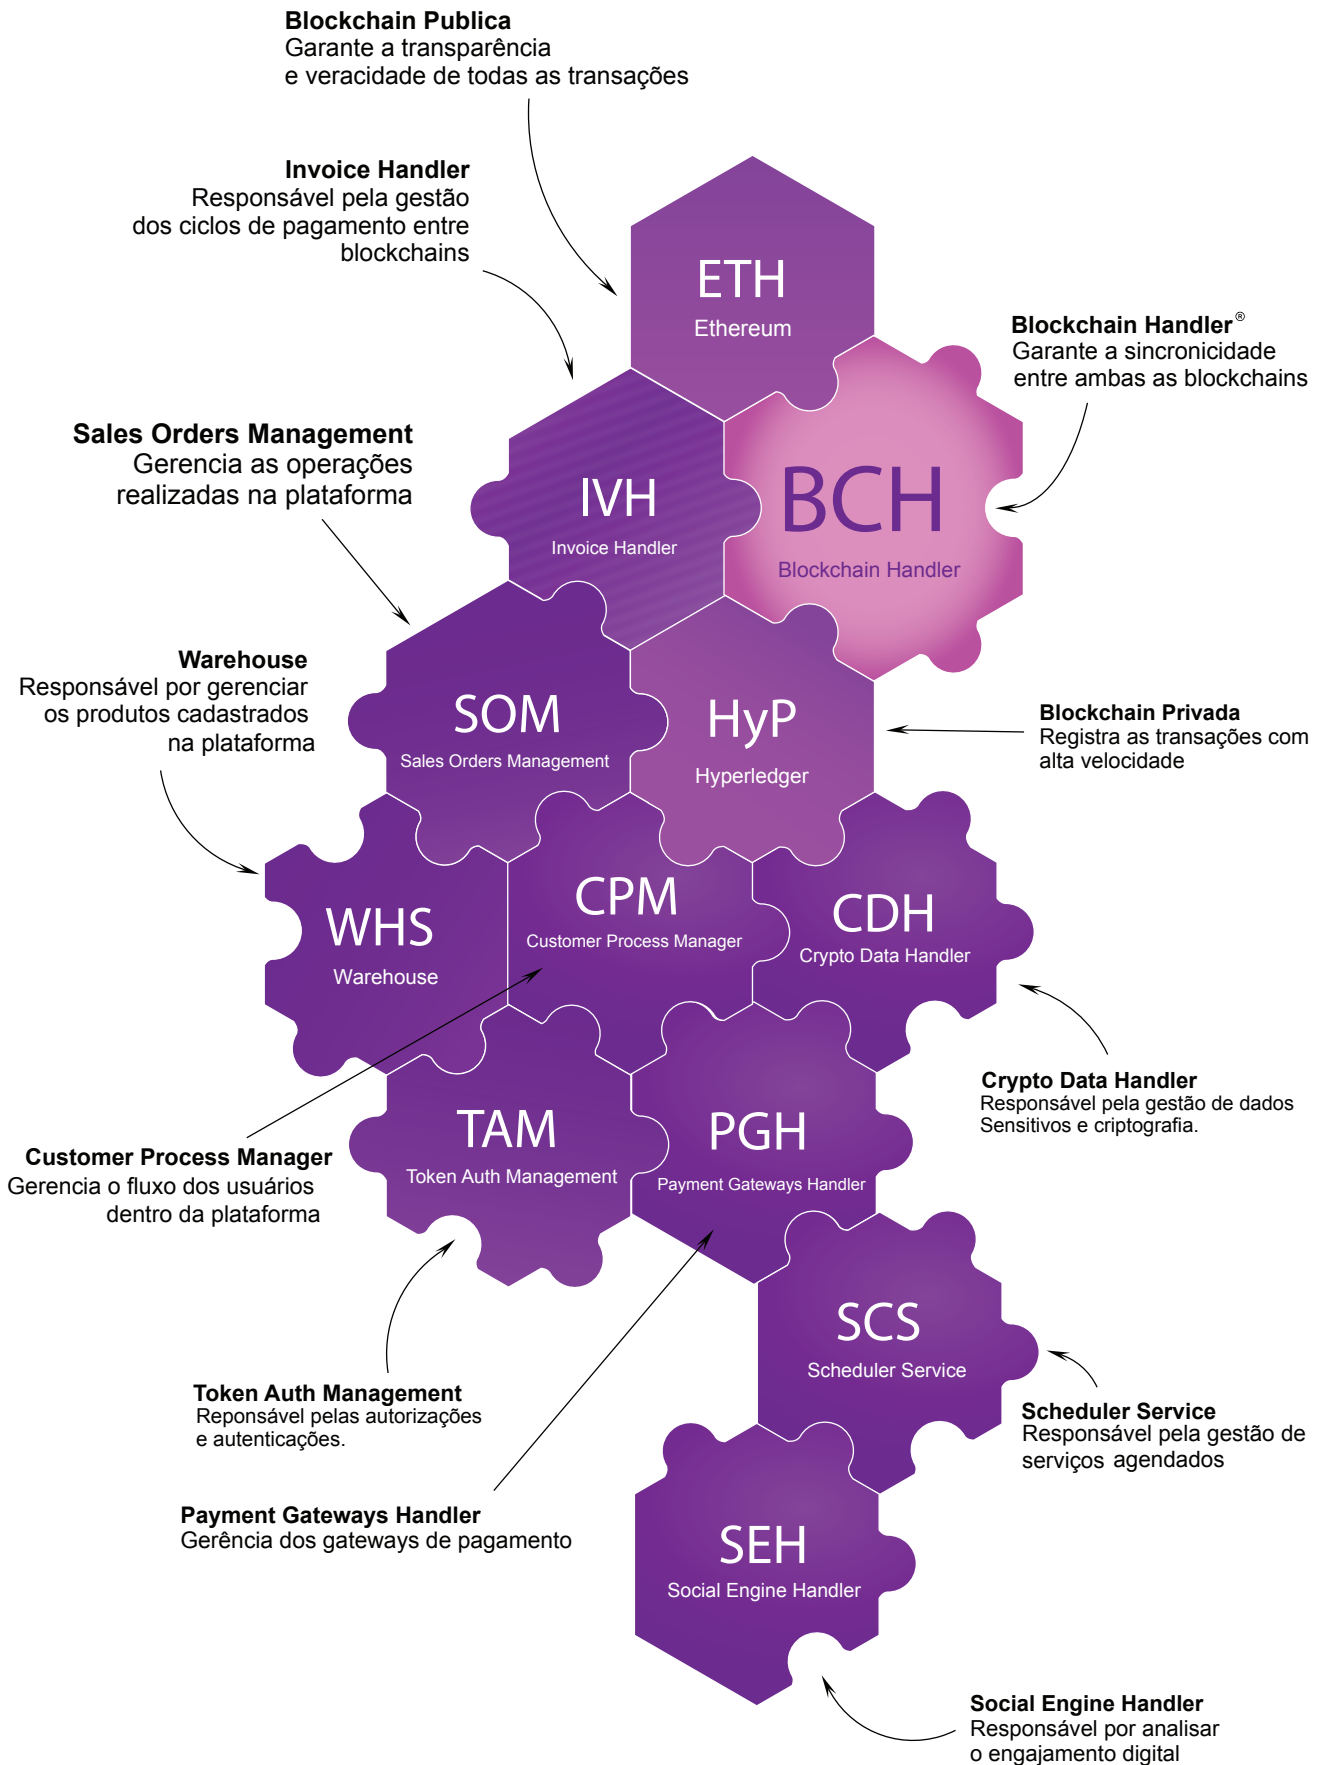 Blockchain Publica
Garante a transparência
e veracidade de todas as transações
Invoice Handler
Responsável pela gestão
dos ciclos de pagamento entre
blockchains
ETH
Ethereum
Blockchain Handler®
Garante a sincronicidade
entre ambas as blockchains
Sales Orders Management
Gerencia as operações
realizadas na plataforma
IVH
Invoice Handler
BCH
Blockchain Handler
Warehouse
Responsável por gerenciar
os produtos cadastrados
na plataforma
SOM
Sales Orders Management
HyP
Hyperledger
Blockchain Privada
Registra as transações com
alta velocidade
WHS
Warehouse
CPM
Customer Process Manager
CDH
Crypto Data Handler
Crypto Data Handler
Responsável pela gestão de dados
Sensitivos e criptografia.
TAM
Token Auth Management
PGH
Payment Gateways Handler
Customer Process Manager
Gerencia o fluxo dos usuários
dentro da plataforma
SCS
Scheduler Service
Token Auth Management
Reponsável pelas autorizações
e autenticações.
Scheduler Service
Responsável pela gestão de
serviços agendados
Payment Gateways Handler
Gerência dos gateways de pagamento
SEH
Social Engine Handler
Social Engine Handler
Responsável por analisar
o engajamento digital